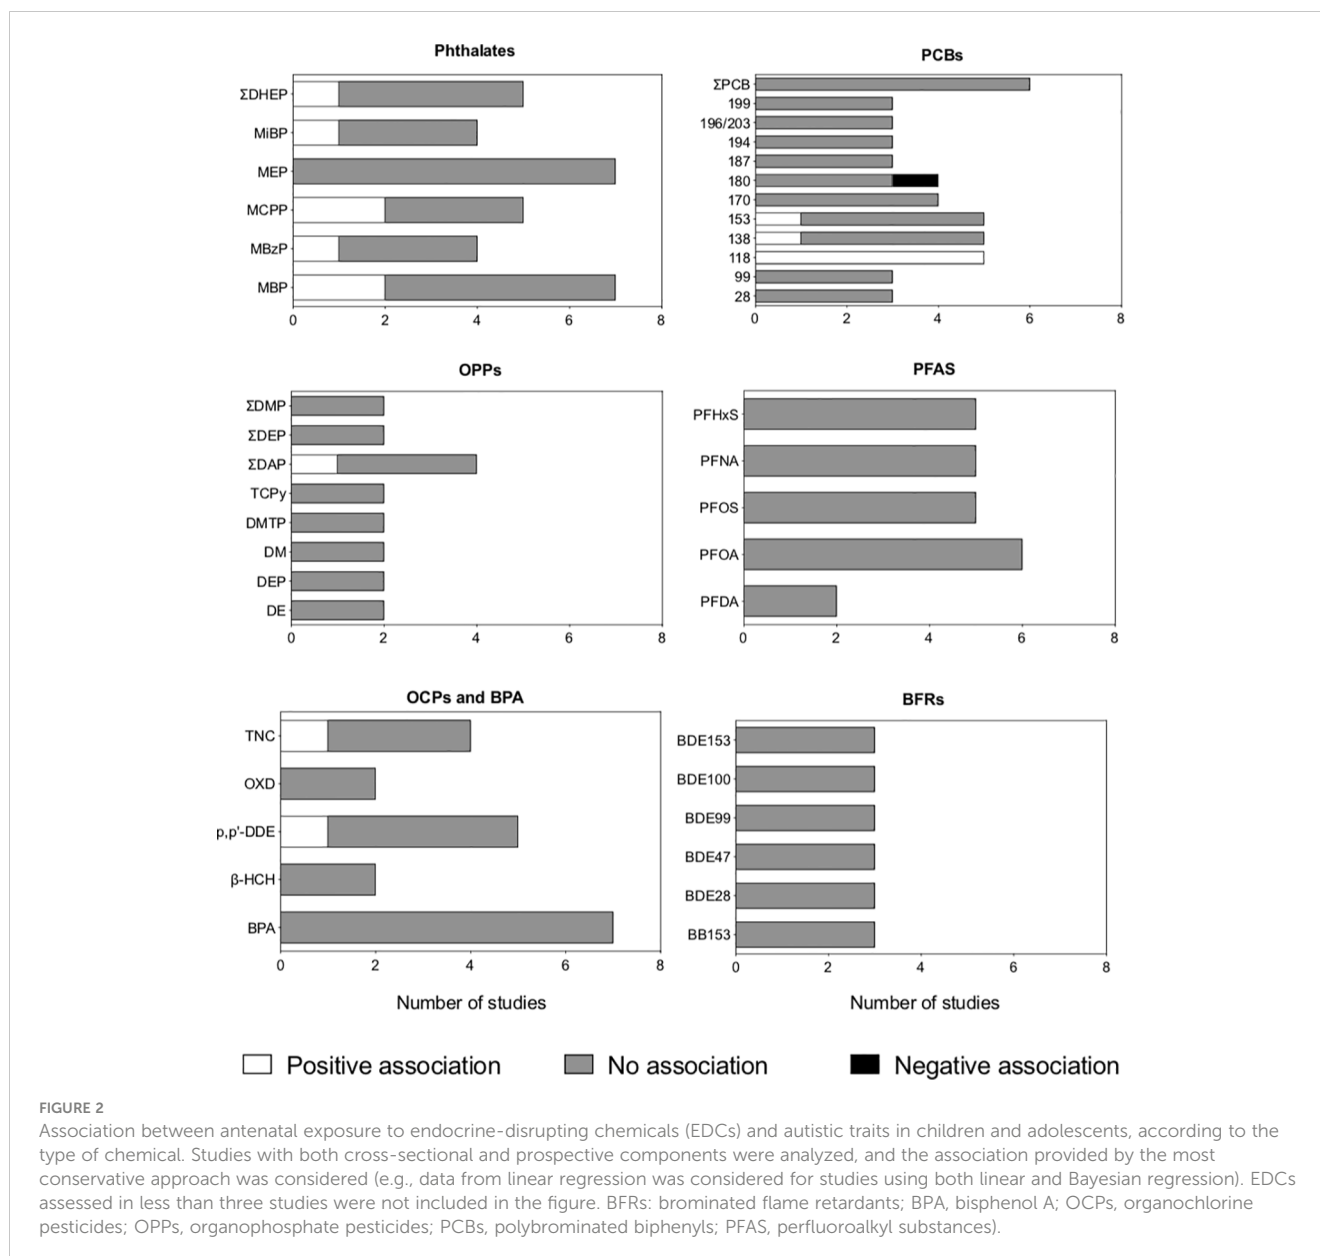 Phthalates
ΣDHEP
MiBP
MEP
MCPP
MBzP
MBP
0 2 4 6 8
PCBs
ΣPCB
199
196/203
194
187
180
170
153
138
118
99
28
0 2 4 6 8
OPPs
ΣDMP
ΣDEP
ΣDAP
TCPy
DMTP
DM
DEP
DE
0 2 4 6 8
PFAS
PFHxS
PFNA
PFOS
PFOA
PFDA
0 2 4 6 8
OCPs and BPA
TNC
OXD
p,p'-DDE
β-HCH
BPA
0 2 4 6 8
Number of studies
BFRs
BDE153
BDE100
BDE99
BDE47
BDE28
BB153
0 2 4 6 8
Number of studies
Positive association No association Negative association
FIGURE 2
Association between antenatal exposure to endocrine-disrupting chemicals (EDCs) and autistic traits in children and adolescents, according to the
type of chemical. Studies with both cross-sectional and prospective components were analyzed, and the association provided by the most
conservative approach was considered (e.g., data from linear regression was considered for studies using both linear and Bayesian regression). EDCs
assessed in less than three studies were not included in the figure. BFRs: brominated flame retardants; BPA, bisphenol A; OCPs, organochlorine
pesticides; OPPs, organophosphate pesticides; PCBs, polybrominated biphenyls; PFAS, perfluoroalkyl substances).